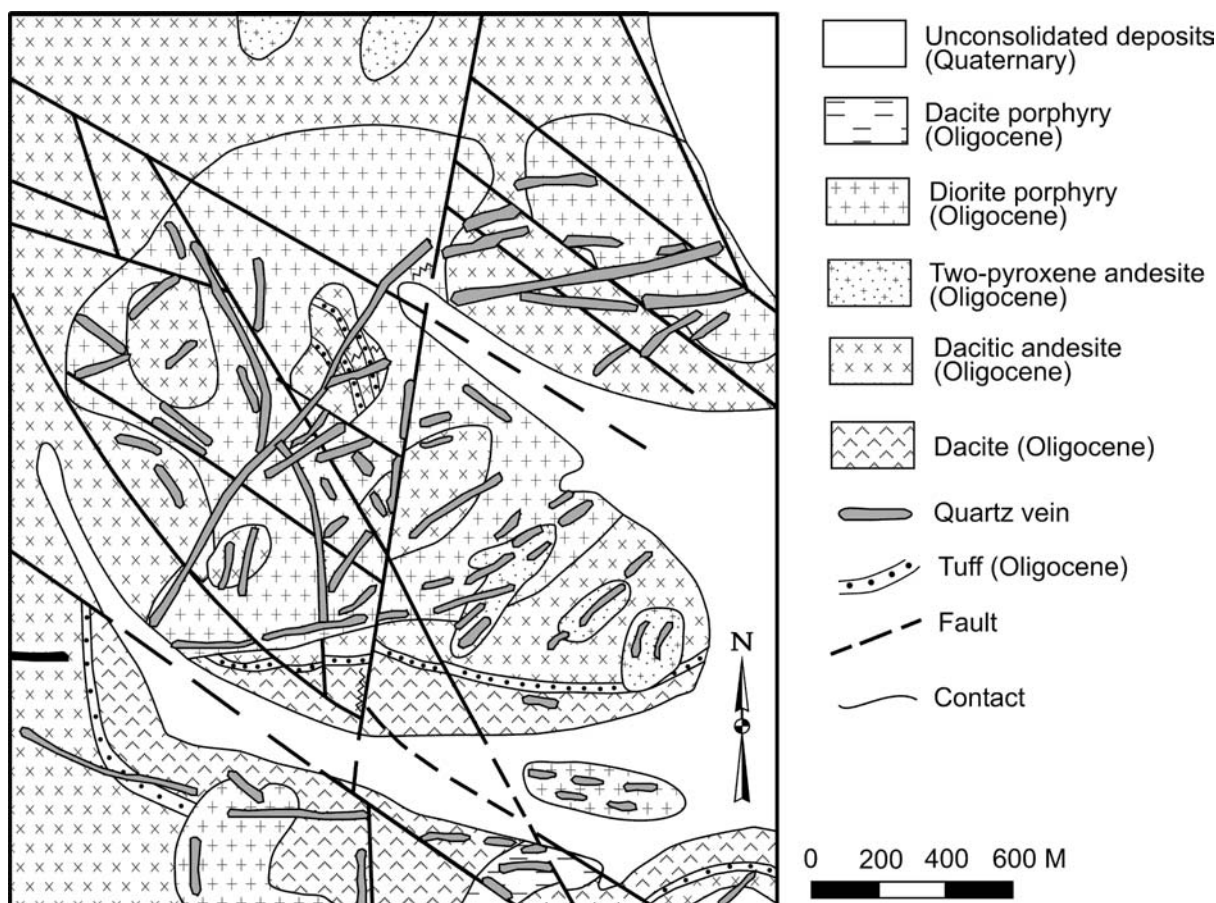 Unconsolidated deposits
(Quaternary)
Dacite porphyry
(Oligocene)
Diorite porphyry
(Oligocene)
Two-pyroxene andesite
(Oligocene)
Dacitic andesite
(Oligocene)
Dacite (Oligocene)
Quartz vein
Tuff (Oligocene)
Fault
N
Contact
0 200 400 600 M